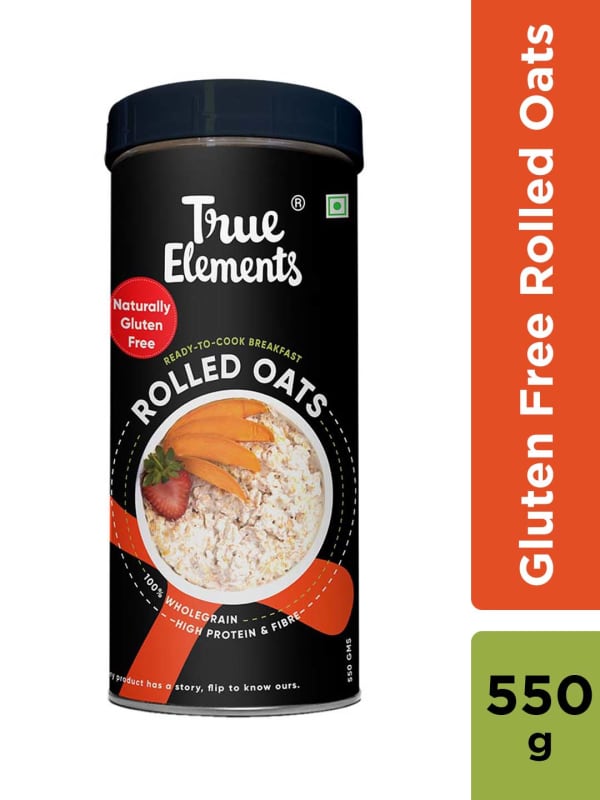 True ®
Elements
Naturally
Gluten
Free
READY-TO-COOK BREAKFAST
ROLLED OATS
100% WHOLEGRAIN
HIGH PROTEIN & FIBRE
product has a story, flip to know ours.
550 GMS
Gluten Free Rolled Oats
550
g